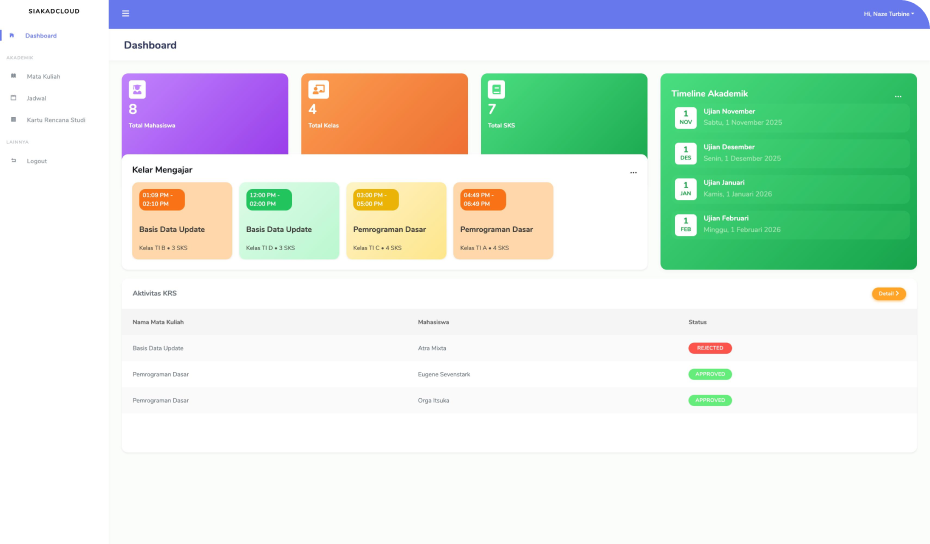 SIAKADCLOUD
Hi, Naze Turbine
Dashboard
AKADEMIK
Mata Kuliah
Jadwal
Kartu Rencana Studi
LAINNYA
Logout
Dashboard
8
Total Mahasiswa
4
Total Kelas
7
Total SKS
Kelar Mengajar
...
01:00 PM -
02:10 PM
Basis Data Update
Kelas TI B • 3 SKS
12:00 PM -
02:00 PM
Basis Data Update
Kelas TI D • 3 SKS
03:00 PM -
05:00 PM
Pemrograman Dasar
Kelas TI C • 4 SKS
04:49 PM -
06:49 PM
Pemrograman Dasar
Kelas TI A • 4 SKS
Timeline Akademik
...
1
NOV
Ujian November
Sabtu, 1 November 2025
1
DES
Ujian Desember
Senin, 1 Desember 2025
1
JAN
Ujian Januari
Kamis, 1 Januari 2026
1
FEB
Ujian Februari
Minggu, 1 Februari 2026
Aktivitas KRS
Detail >
Nama Mata Kuliah Mahasiswa Status
Basis Data Update Atra Mixta REJECTED
Pemrograman Dasar Eugene Sevenstark APPROVED
Pemrograman Dasar Orga Itsuka APPROVED